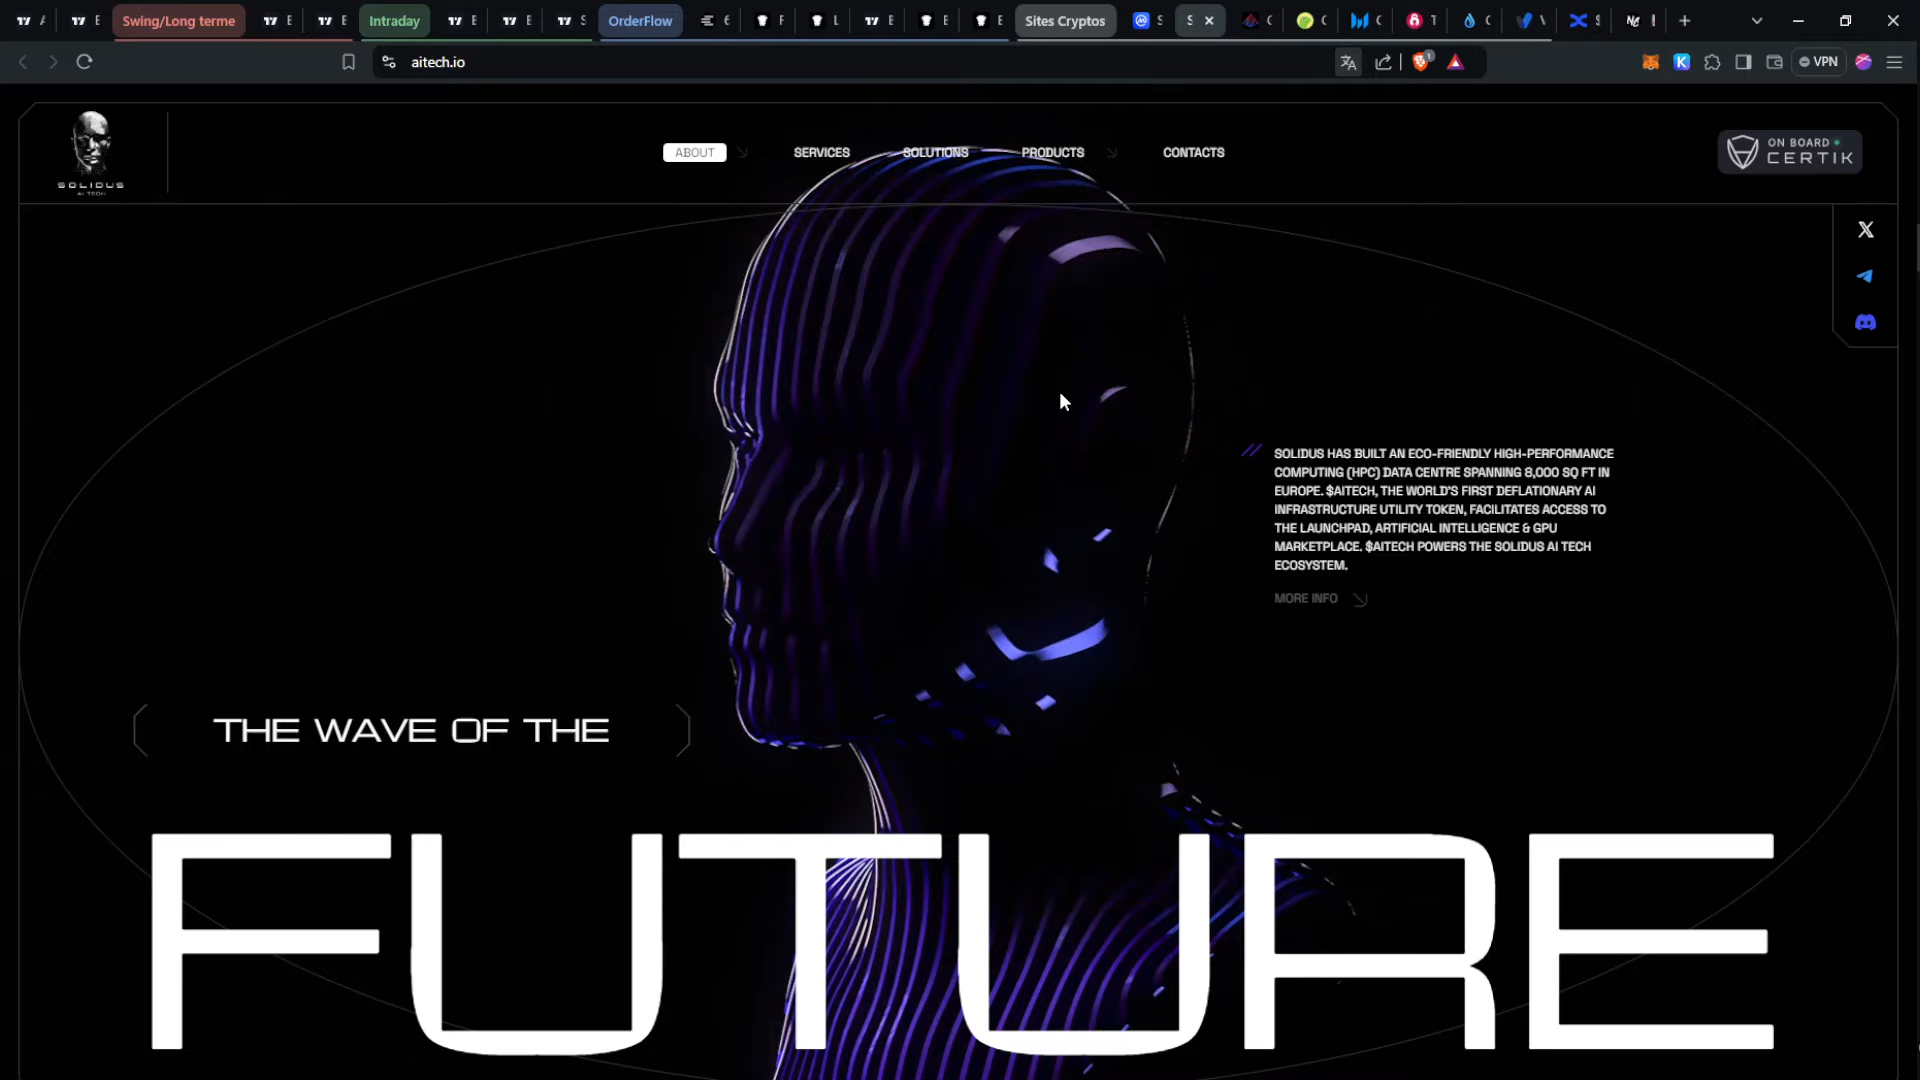 Swing/Long terme
Intraday
OrderFlow
Sites Cryptos
aitech.io
VPN
SOLIDUS
AI TECH
ABOUT
SERVICES
SOLUTIONS
PRODUCTS
CONTACTS
ON BOARD
CERTIK
SOLIDUS HAS BUILT AN ECO-FRIENDLY HIGH-PERFORMANCE
COMPUTING (HPC) DATA CENTRE SPANNING 8,000 SQ FT IN
EUROPE. $AITECH, THE WORLD'S FIRST DEFLATIONARY AI
INFRASTRUCTURE UTILITY TOKEN, FACILITATES ACCESS TO
THE LAUNCHPAD, ARTIFICIAL INTELLIGENCE & GPU
MARKETPLACE. $AITECH POWERS THE SOLIDUS AI TECH
ECOSYSTEM.
MORE INFO
THE WAVE OF THE
FUTURE